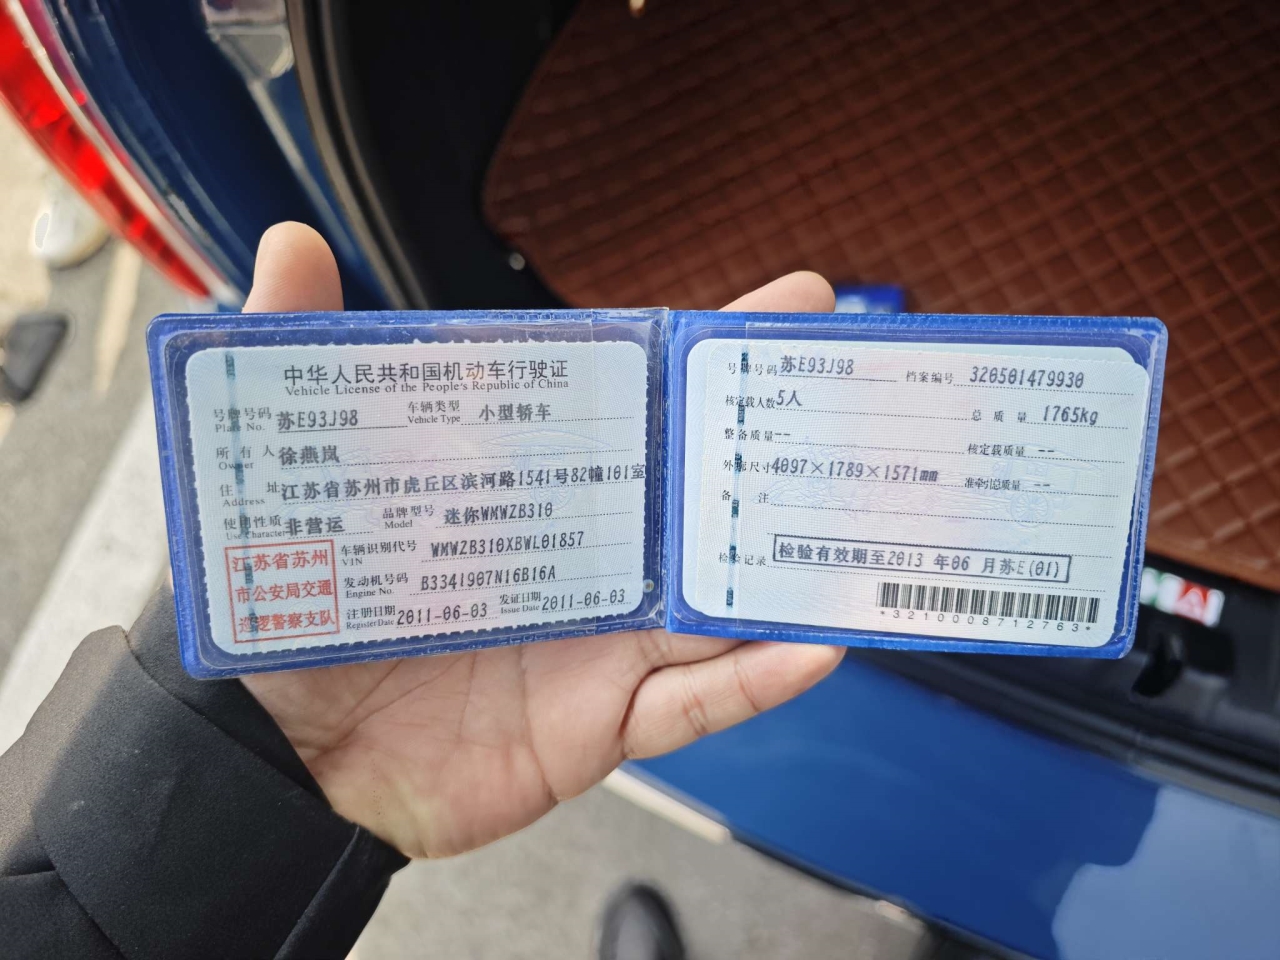 中华人民共和国机动车行驶证
Vehicle License of the People's Republic of China
号牌号码 苏E93J98 车辆类型 小型轿车
Plate No. Vehicle Type
所有人 徐燕岚
Owner
住址 江苏省苏州市虎丘区滨河路1541号82幢101室
Address
使用性质 非营运 品牌型号 迷你WMWZB310
Use Character Model
江苏省苏州
市公安局交通
巡逻警察支队
车辆识别代号 WMWZB310XBWL01857
VIN
发动机号码 B3341907N16B16A
Engine No.
注册日期 2011-06-03 发证日期 2011-06-03
Register Date Issue Date
号牌号码 苏E93J98 档案编号 320501479930
核定载人数 5人 总质量 1765kg
整备质量 -- 核定载质量 --
外廓尺寸 4097×1789×1571mm 准牵引总质量 --
备注
检验记录 检验有效期至2013 年06 月苏E(01)
*3210008712763*